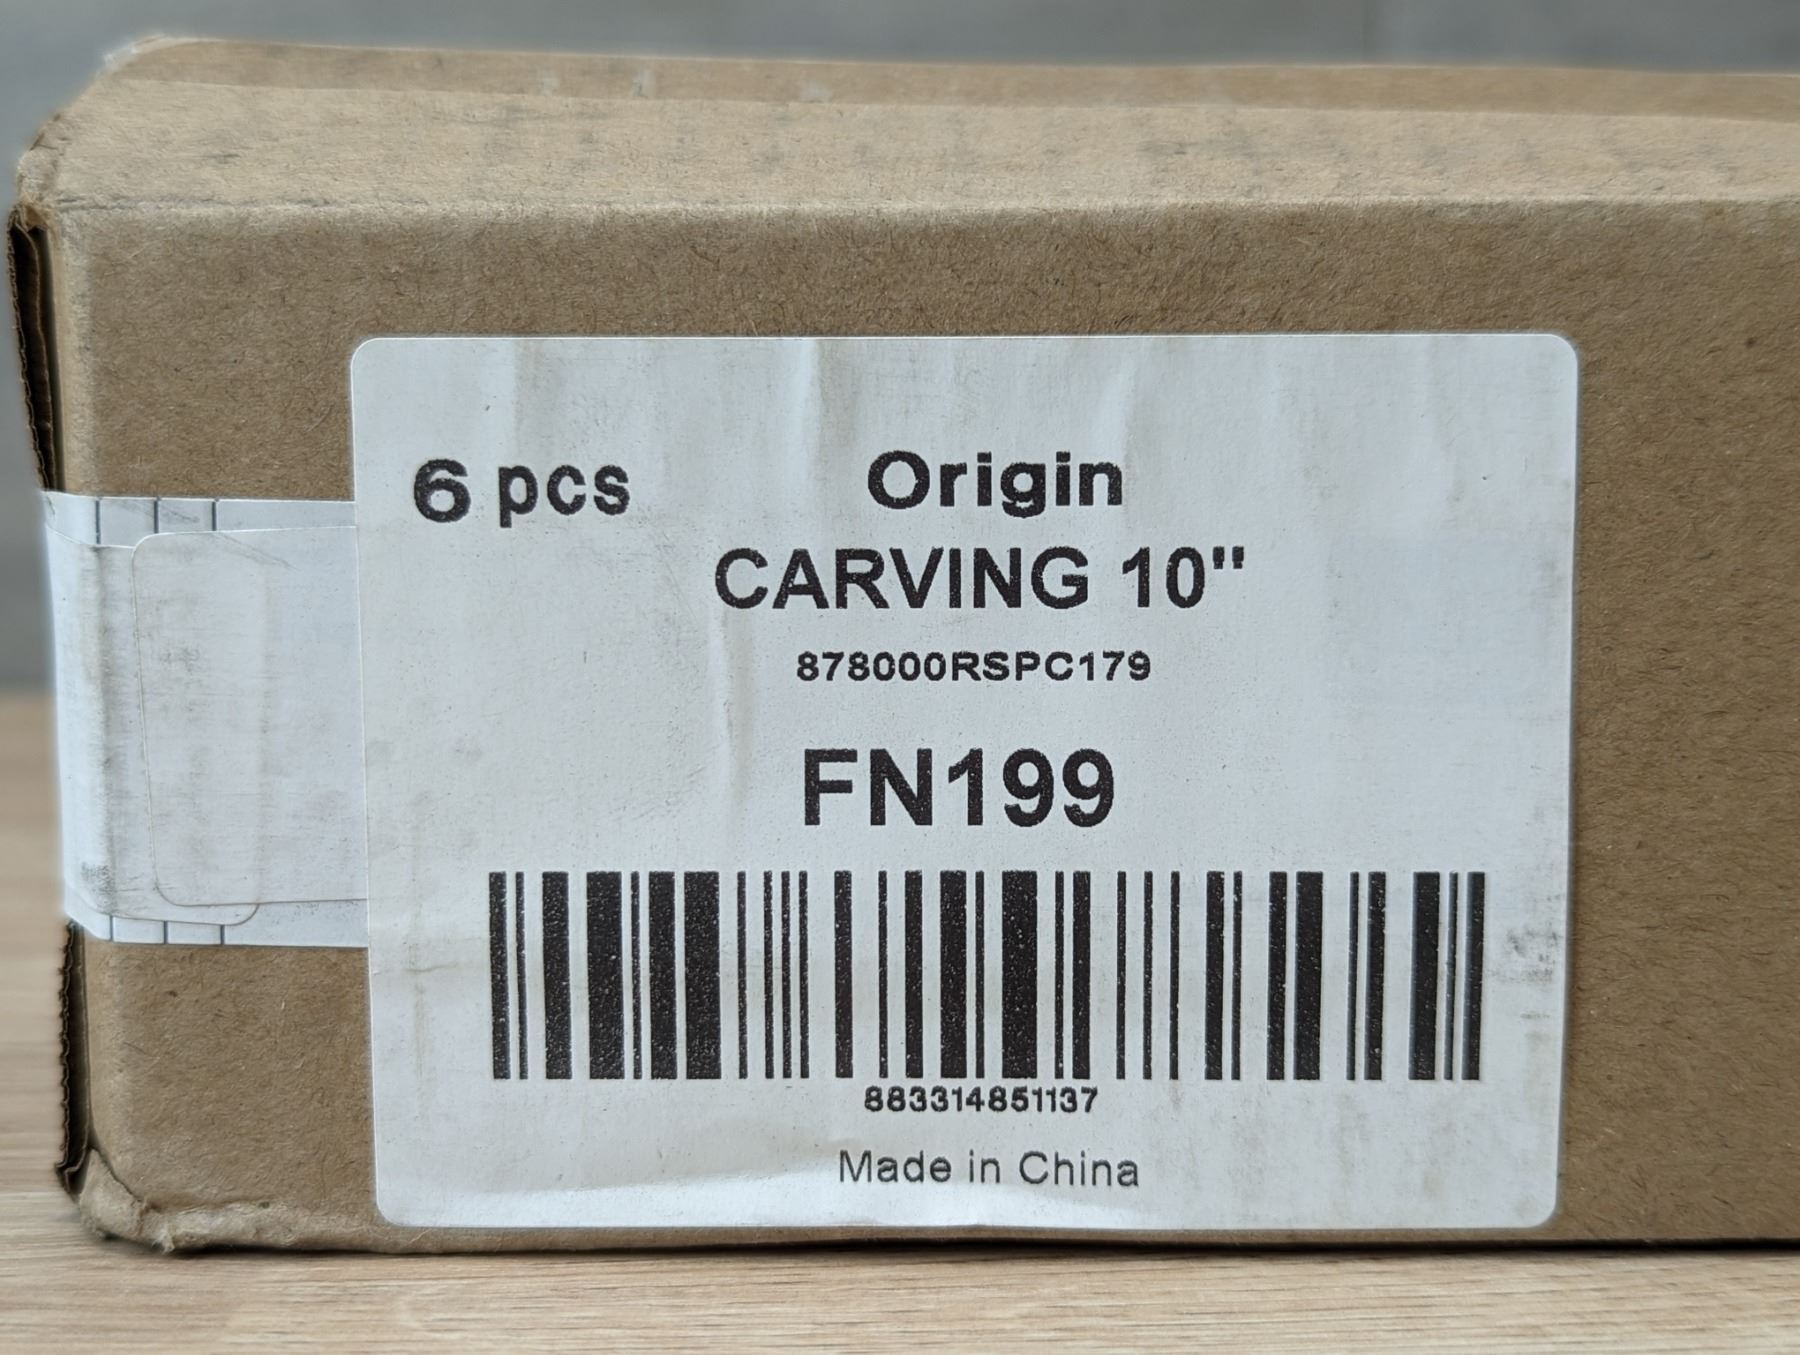 6 pcs
Origin
CARVING 10"
878000RSPC179
FN199
883314851137
Made in China